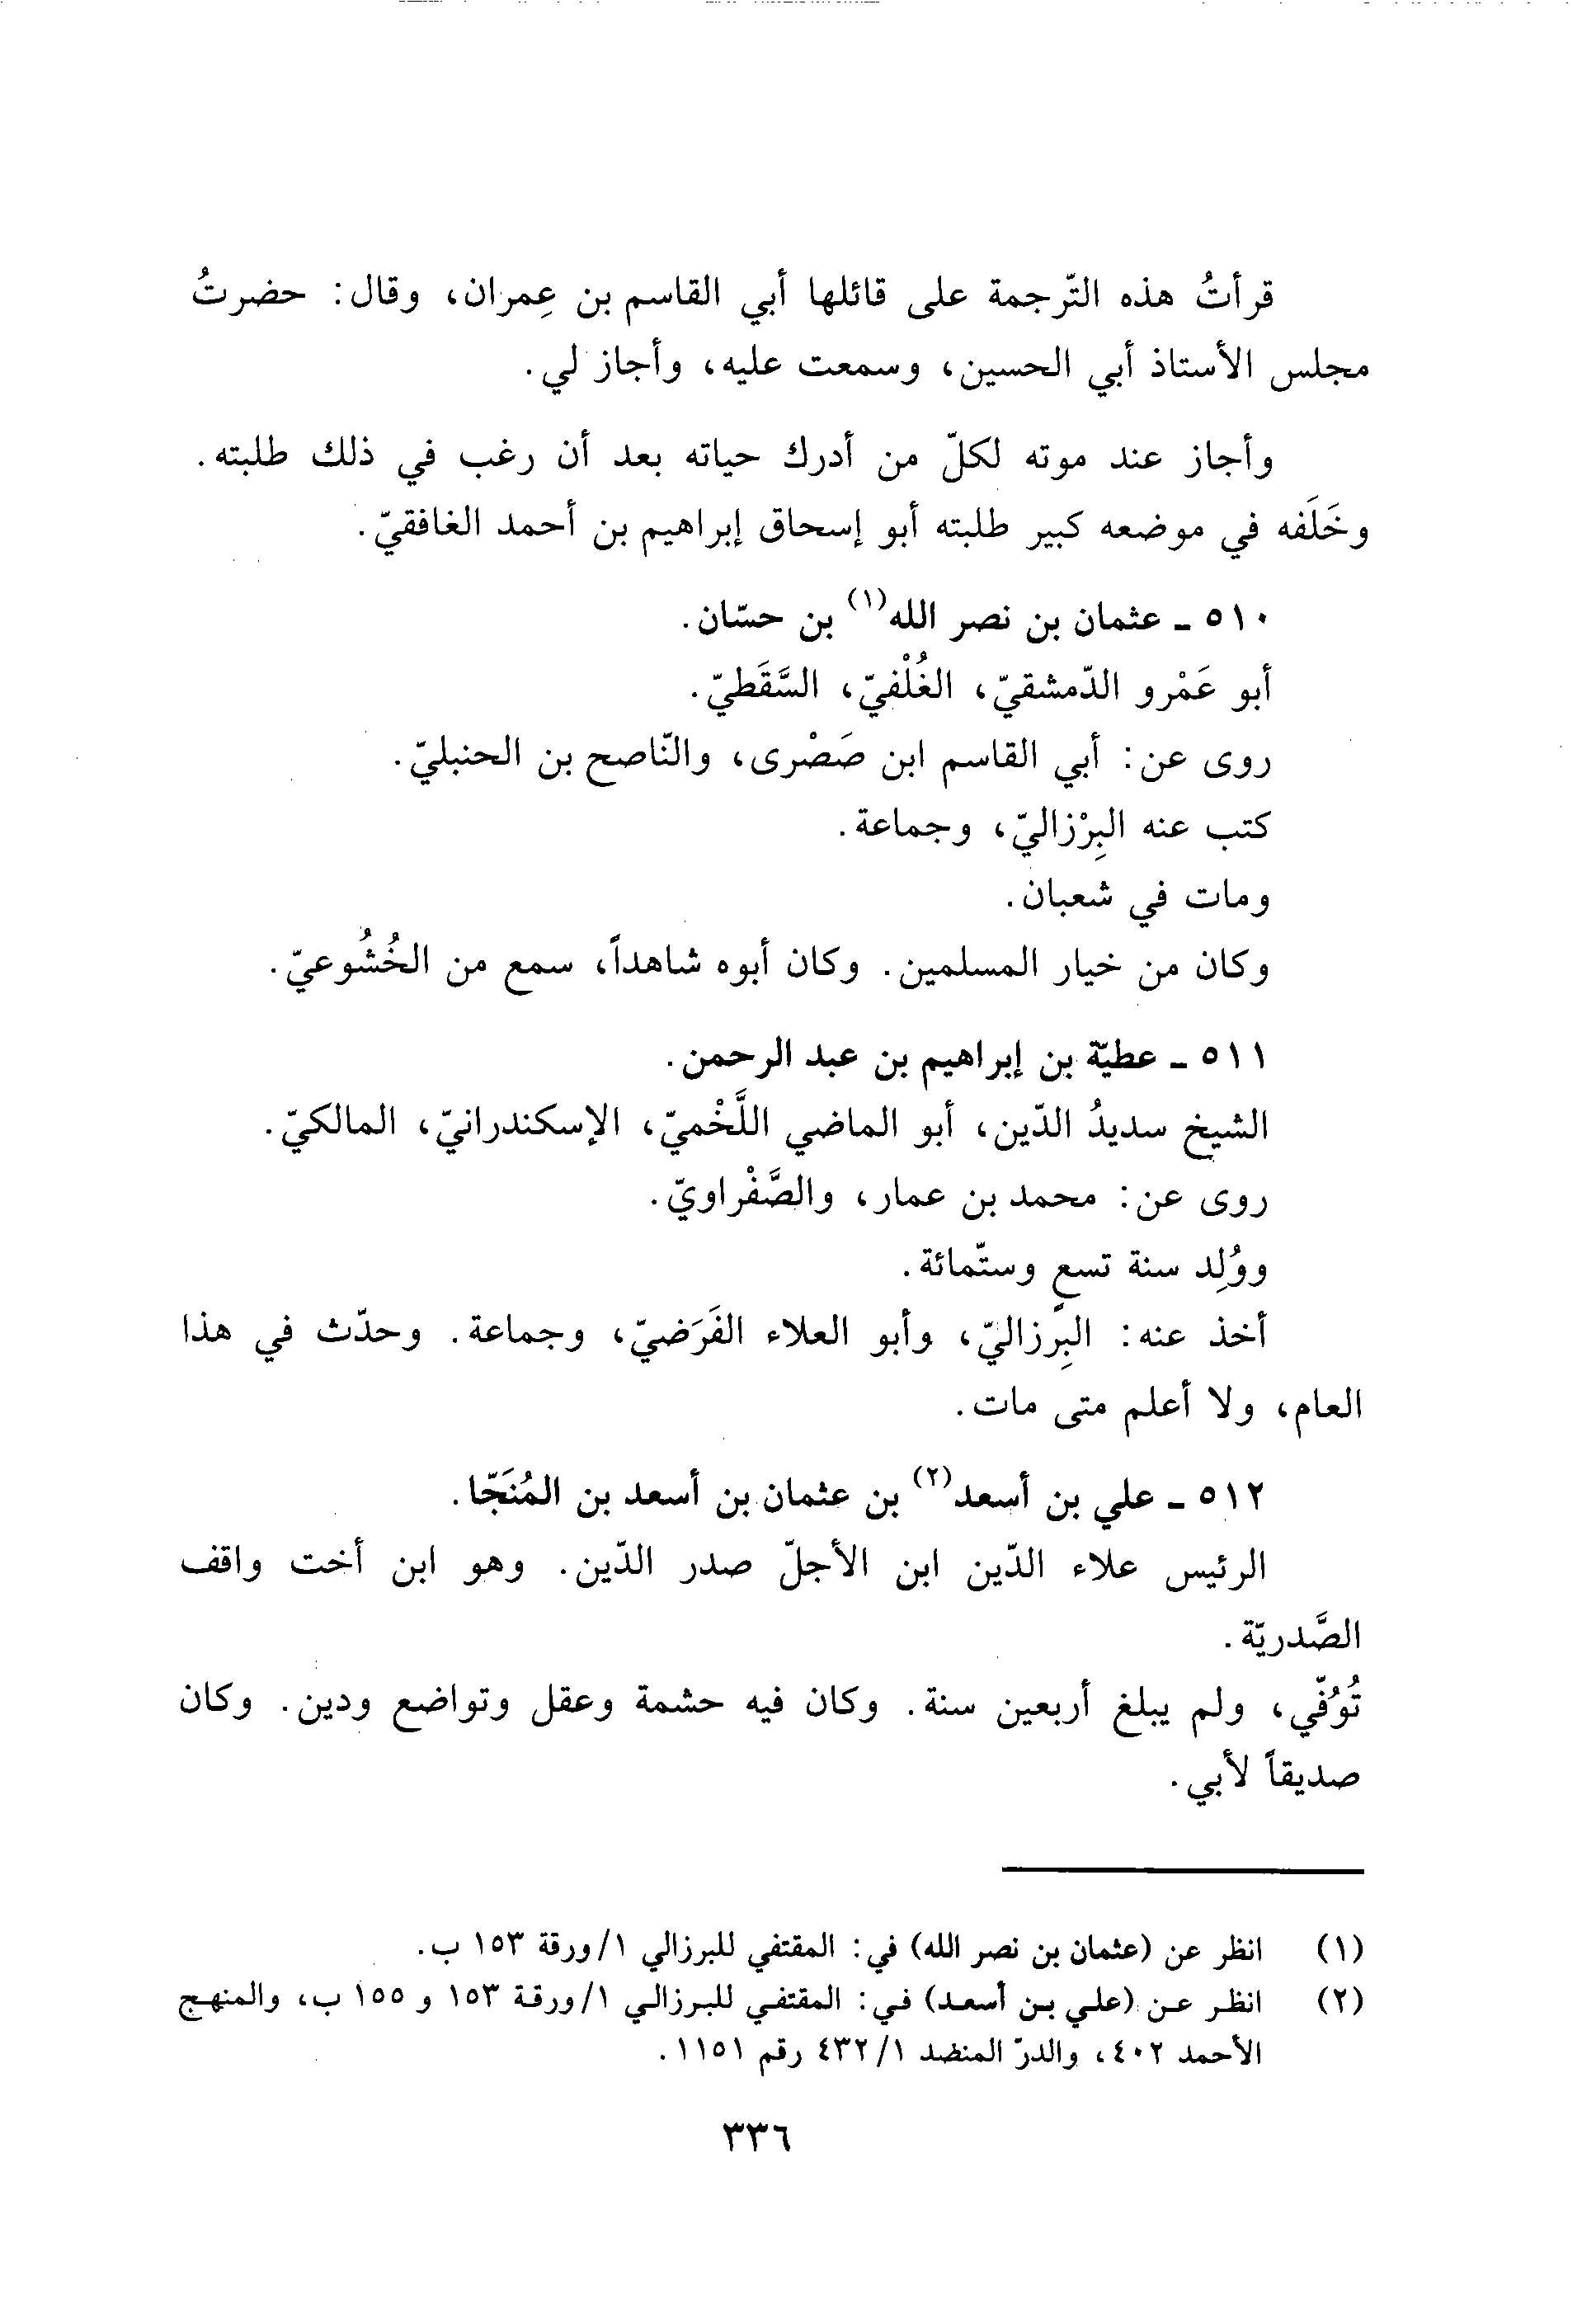 قرأتُ هذه التّرجمة على قائلها أبي القاسم بن عِمران، وقال: حضرتُ
مجلس الأستاذ أبي الحسين، وسمعت عليه، وأجاز لي.
وأجاز عند موته لكلّ من أدرك حياته بعد أن رغب في ذلك طلبته.
وخَلَفه في موضعه كبير طلبته أبو إسحاق إبراهيم بن أحمد الغافقيّ.
٥١٠ ـ عثمان بن نصر الله(١) بن حسّان.
أبو عَمْرو الدّمشقيّ، الغُلْفيّ، السَّقَطيّ.
روى عن: أبي القاسم ابن صَصْرى، والنّاصح بن الحنبليّ.
كتب عنه البِرْزاليّ، وجماعة.
ومات في شعبان.
وكان من خيار المسلمين. وكان أبوه شاهداً، سمع من الخُشُوعيّ.
٥١١ ـ عطيّة بن إبراهيم بن عبد الرحمن.
الشيخ سديدُ الدّين، أبو الماضي اللَّخْميّ، الإسكندرانيّ، المالكيّ.
روى عن: محمد بن عمار، والصَّفْراويّ.
ووُلِد سنة تسعٍ وستّمائة.
أخذ عنه: البِرزاليّ، وأبو العلاء الفَرَضيّ، وجماعة. وحدّث في هذا
العام، ولا أعلم متى مات.
٥١٢ ـ علي بن أسعد(٢) بن عثمان بن أسعد بن المُنَجّا.
الرئيس علاء الدّين ابن الأجلّ صدر الدّين. وهو ابن أخت واقف
الصَّدريّة.
تُوُفّي، ولم يبلغ أربعين سنة. وكان فيه حشمة وعقل وتواضع ودين. وكان
صديقاً لأبي.
(١) انظر عن (عثمان بن نصر الله) في: المقتفي للبرزالي ١/ورقة ١٥٣ ب.
(٢) انظر عن (علي بن أسعد) في: المقتفي للبرزالي ١/ورقة ١٥٣ و ١٥٥ ب، والمنهج
الأحمد ٤٠٢، والدرّ المنضد ١/ ٤٣٢ رقم ١١٥١.
٣٣٦